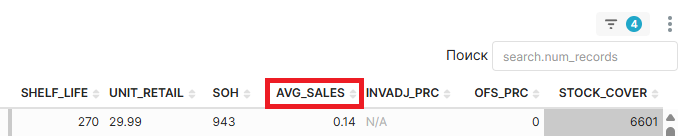 4
Поиск search.num_records
SHELF_LIFE UNIT_RETAIL SOH AVG_SALES INVADJ_PRC OFS_PRC STOCK_COVER
270 29.99 943 0.14 N/A 0 6601